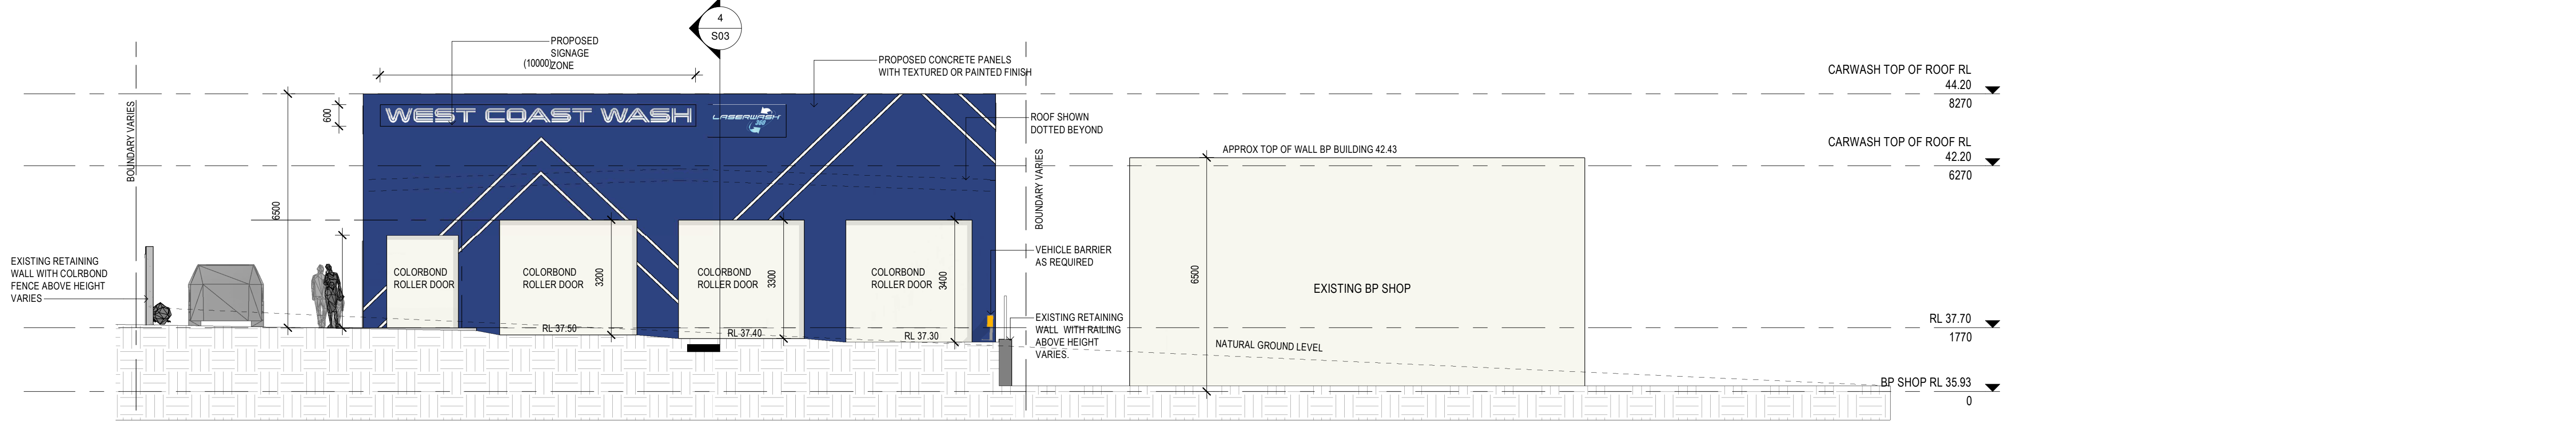 4
S03
PROPOSED
SIGNAGE
ZONE
(10000)
PROPOSED CONCRETE PANELS
WITH TEXTURED OR PAINTED FINISH
CARWASH TOP OF ROOF RL
44.20
8270
BOUNDARY VARIES
600
WEST COAST WASH
LASERWASH
360
ROOF SHOWN
DOTTED BEYOND
CARWASH TOP OF ROOF RL
42.20
6270
APPROX TOP OF WALL BP BUILDING 42.43
BOUNDARY VARIES
6500
EXISTING RETAINING
WALL WITH COLRBOND
FENCE ABOVE HEIGHT
VARIES
COLORBOND
ROLLER DOOR
COLORBOND
ROLLER DOOR
3200
COLORBOND
ROLLER DOOR
3300
COLORBOND
ROLLER DOOR
3400
VEHICLE BARRIER
AS REQUIRED
6500
EXISTING BP SHOP
RL 37.50
RL 37.40
RL 37.30
EXISTING RETAINING
WALL WITH RAILING
ABOVE HEIGHT
VARIES.
NATURAL GROUND LEVEL
RL 37.70
1770
BP SHOP RL 35.93
0